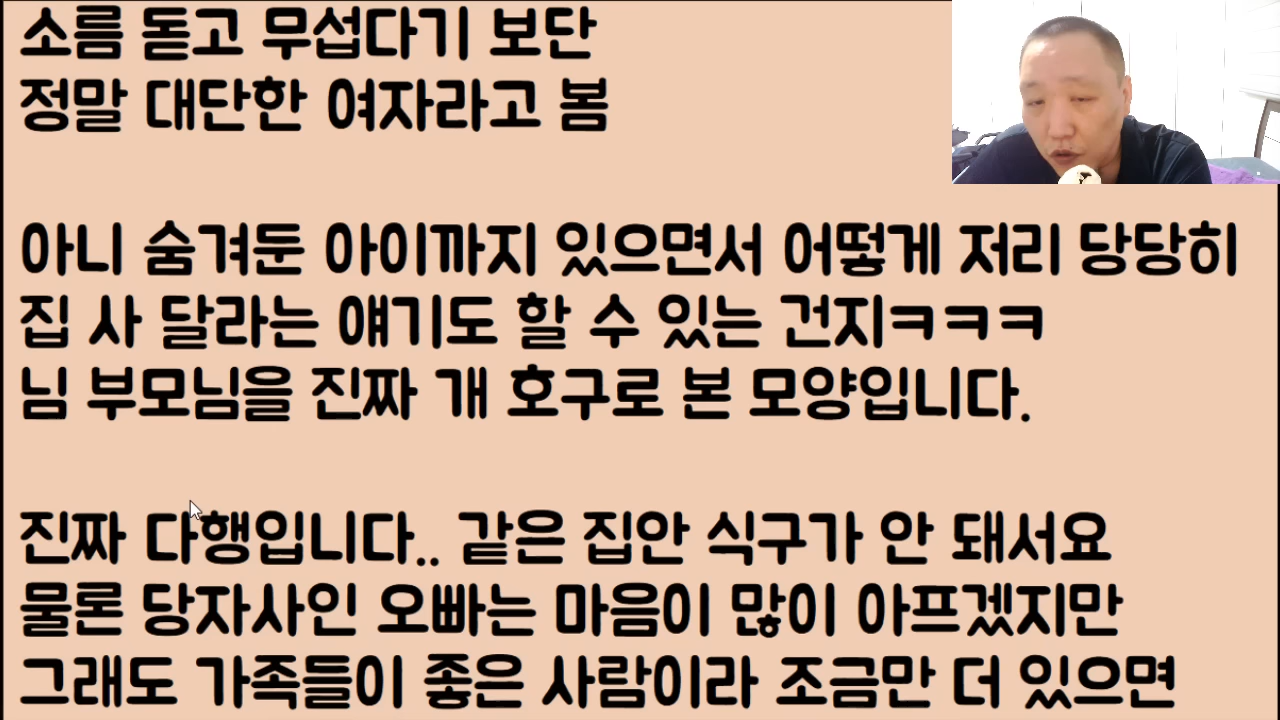 소름 돋고 무섭다기 보단
정말 대단한 여자라고 봄
아니 숨겨둔 아이까지 있으면서 어떻게 저리 당당히
집 사 달라는 얘기도 할 수 있는 건지ㅋㅋㅋ
님 부모님을 진짜 개 호구로 본 모양입니다.
진짜 다행입니다.. 같은 집안 식구가 안 돼서요
물론 당자사인 오빠는 마음이 많이 아프겠지만
그래도 가족들이 좋은 사람이라 조금만 더 있으면